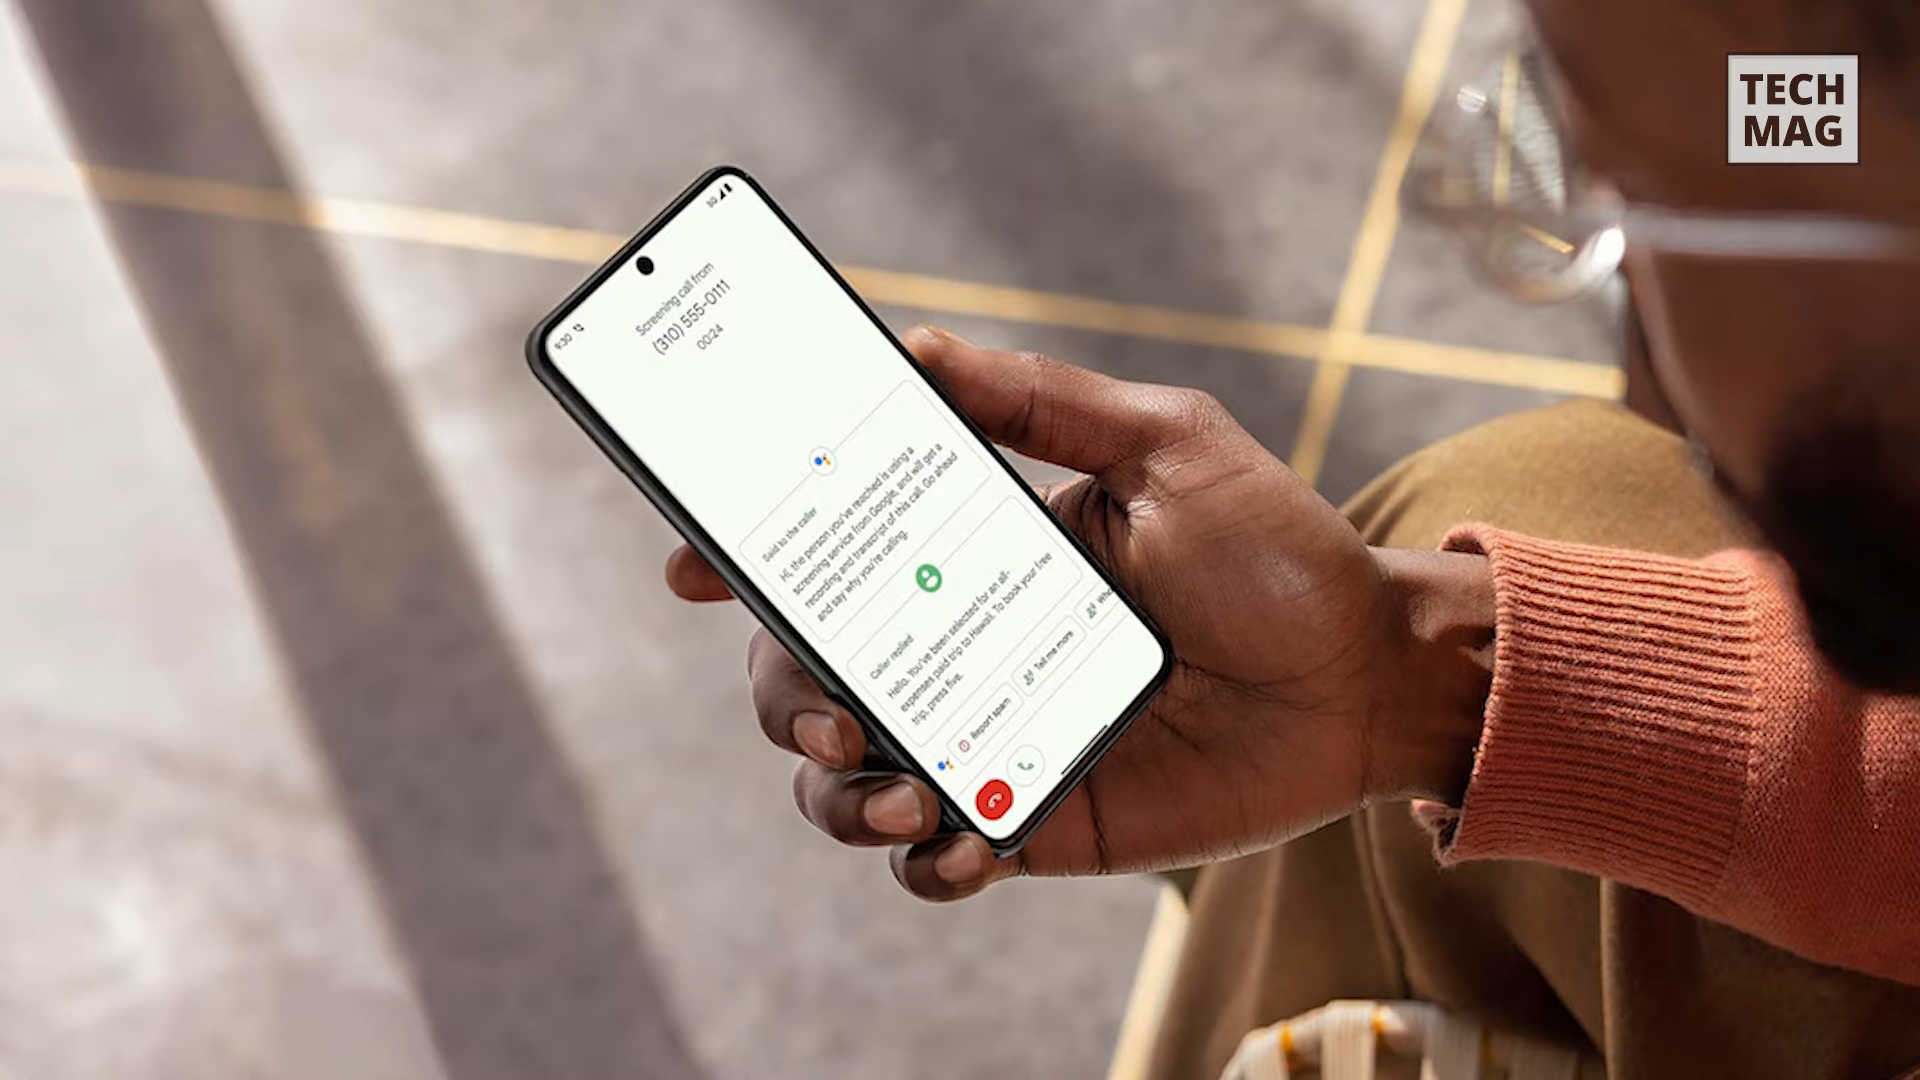 TECH
MAG
5G
9:30
Screening call from
(310) 555-0111
00:24
Said to the caller
Hi, the person you've reached is using a
screening service from Google, and will get a
recording and transcript of this call. Go ahead
and say why you're calling.
Caller replied
Hello. You've been selected for an all-
expenses paid trip to Hawaii. To book your free
trip, press five.
Report spam
Tell me more